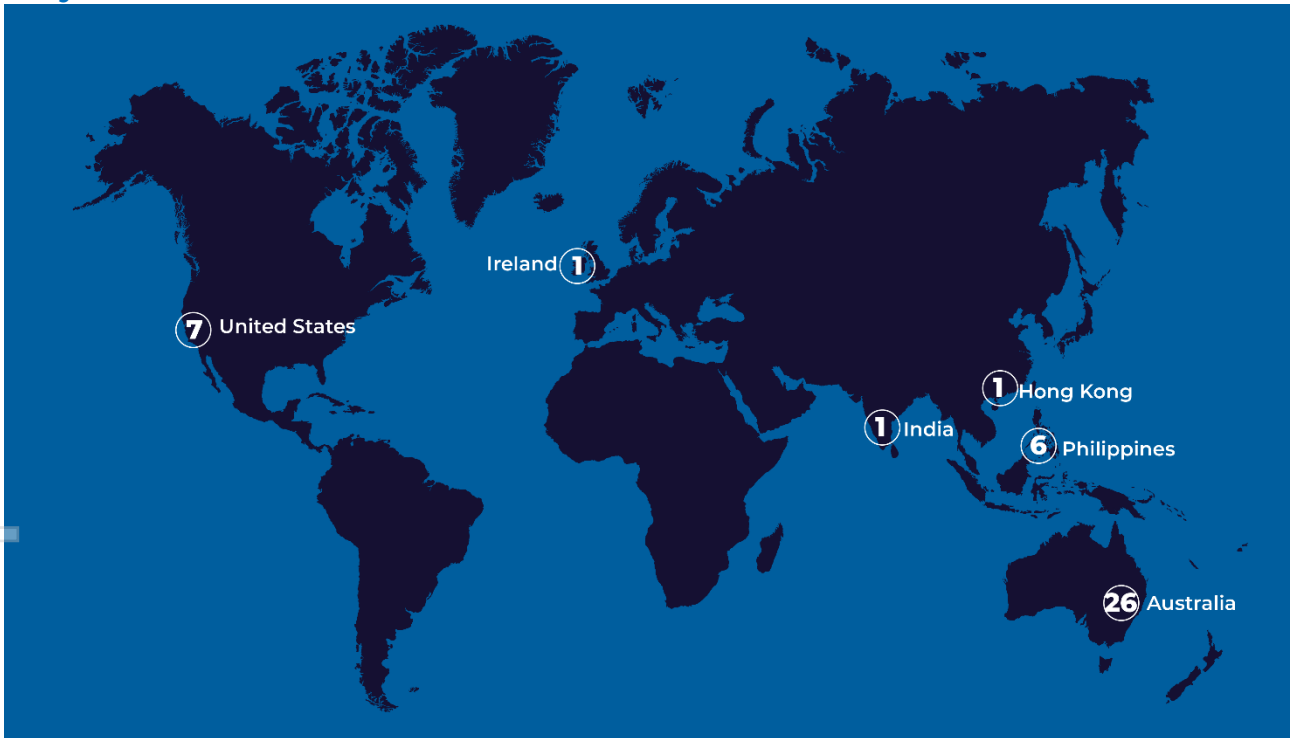 Ireland 1
7 United States
1 Hong Kong
1 India
6 Philippines
26 Australia